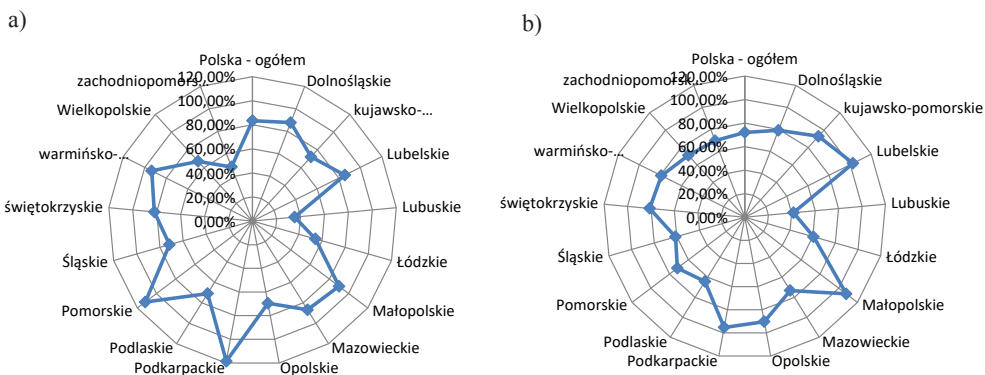 a)
Polska - ogółem
120,00%
100,00%
80,00%
60,00%
40,00%
20,00%
0,00%
Dolnośląskie
kujawsko-...
Lubelskie
Lubuskie
Łódzkie
Małopolskie
Mazowieckie
Opolskie
Podkarpackie
Podlaskie
Pomorskie
Śląskie
świętokrzyskie
warmińsko-...
Wielkopolskie
zachodniopomors...
b)
Polska - ogółem
120,00%
100,00%
80,00%
60,00%
40,00%
20,00%
0,00%
Dolnośląskie
kujawsko-pomorskie
Lubelskie
Lubuskie
Łódzkie
Małopolskie
Mazowieckie
Opolskie
Podkarpackie
Podlaskie
Pomorskie
Śląskie
świętokrzyskie
warmińsko-...
Wielkopolskie
zachodniopomorsk...